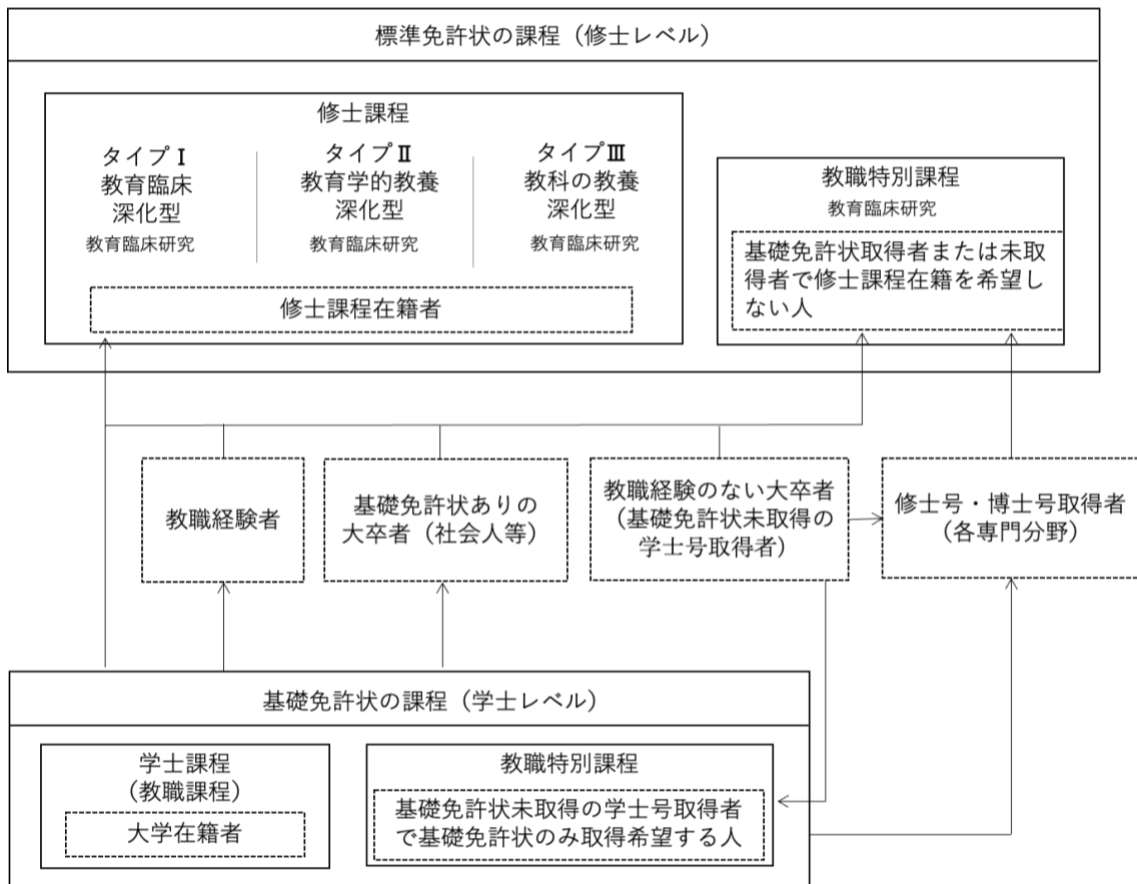 標準免許状の課程（修士レベル）
修士課程
タイプⅠ
教育臨床
深化型
教育臨床研究
タイプⅡ
教育学的教養
深化型
教育臨床研究
タイプⅢ
教科の教養
深化型
教育臨床研究
修士課程在籍者
教職特別課程
教育臨床研究
基礎免許状取得者または未取
得者で修士課程在籍を希望し
ない人
教職経験者
基礎免許状ありの
大卒者（社会人等）
教職経験のない大卒者
（基礎免許状未取得の
学士号取得者）
修士号・博士号取得者
（各専門分野）
基礎免許状の課程（学士レベル）
学士課程
（教職課程）
大学在籍者
教職特別課程
基礎免許状未取得の学士号取得者
で基礎免許状のみ取得希望する人